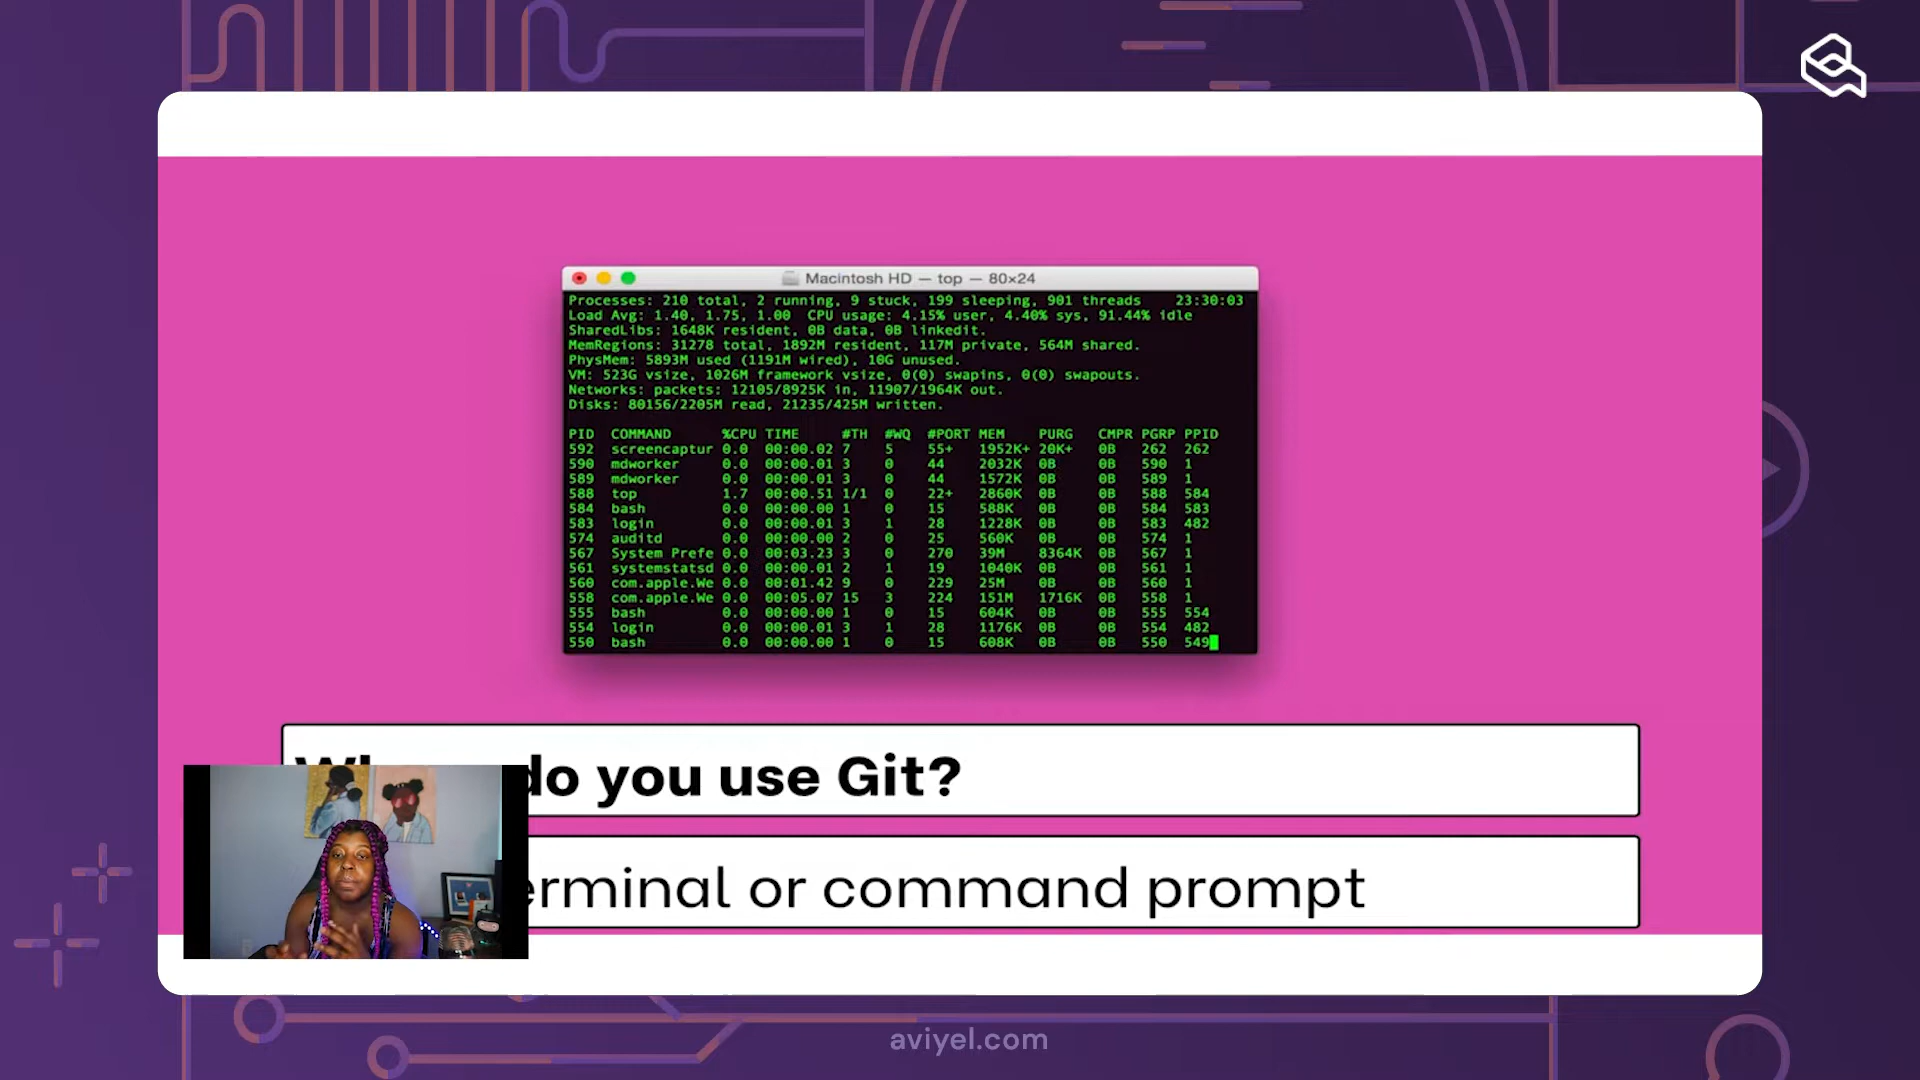 Macintosh HD — top — 80×24
Processes: 210 total, 2 running, 9 stuck, 199 sleeping, 901 threads 23:30:03
Load Avg: 1.40, 1.75, 1.00 CPU usage: 4.15% user, 4.40% sys, 91.44% idle
SharedLibs: 1648K resident, 0B data, 0B linkedit.
MemRegions: 31278 total, 1892M resident, 117M private, 564M shared.
PhysMem: 5893M used (1191M wired), 10G unused.
VM: 523G vsize, 1026M framework vsize, 0(0) swapins, 0(0) swapouts.
Networks: packets: 12105/8925K in, 11907/1964K out.
Disks: 80156/2205M read, 21235/425M written.
PID COMMAND %CPU TIME #TH #WQ #PORT MEM PURG CMPR PGRP PPID
592 screencaptur 0.0 00:00.02 7 5 55+ 1952K+ 20K+ 0B 262 262
590 mdworker 0.0 00:00.01 3 0 44 2032K 0B 0B 590 1
589 mdworker 0.0 00:00.01 3 0 44 1572K 0B 0B 589 1
588 top 1.7 00:00.51 1/1 0 22+ 2860K 0B 0B 588 584
584 bash 0.0 00:00.00 1 0 15 588K 0B 0B 584 583
583 login 0.0 00:00.01 3 1 28 1228K 0B 0B 583 482
574 auditd 0.0 00:00.00 2 0 25 560K 0B 0B 574 1
567 System Prefe 0.0 00:03.23 3 0 270 39M 8364K 0B 567 1
561 systemstatsd 0.0 00:00.01 2 1 19 1040K 0B 0B 561 1
560 com.apple.We 0.0 00:01.42 9 0 229 25M 0B 0B 560 1
558 com.apple.We 0.0 00:05.07 15 3 224 151M 1716K 0B 558 1
555 bash 0.0 00:00.00 1 0 15 604K 0B 0B 555 554
554 login 0.0 00:00.01 3 1 28 1176K 0B 0B 554 482
550 bash 0.0 00:00.00 1 0 15 608K 0B 0B 550 549
do you use Git?
erminal or command prompt
aviyel.com